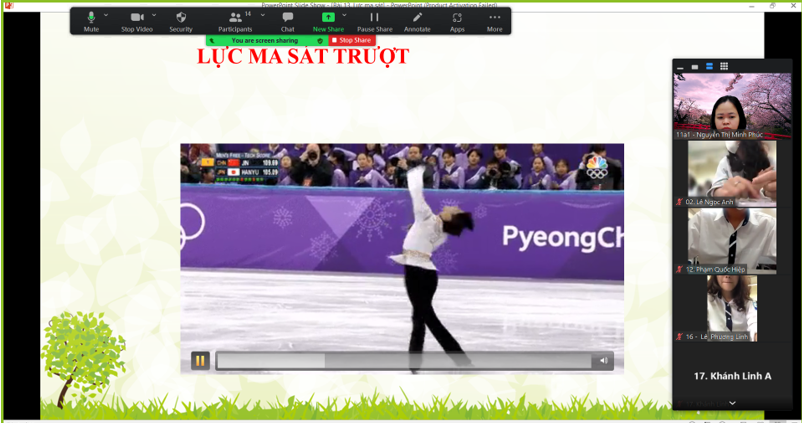 PowerPoint Slide Show - [Bài 13. Lực ma sát] - PowerPoint (Product Activation Failed)
14
Mute
Stop Video
Security
Participants
Chat
New Share
Pause Share
Annotate
Apps
More
You are screen sharing
Stop Share
LỰC MA SÁT TRƯỢT
JIN
HANYU
PyeongCh
11a1 - Nguyễn Thị Minh Phúc
02. Lê Ngọc Anh
12. Phạm Quốc Hiệp
16 - Lê Phương Linh
17. Khánh Linh A